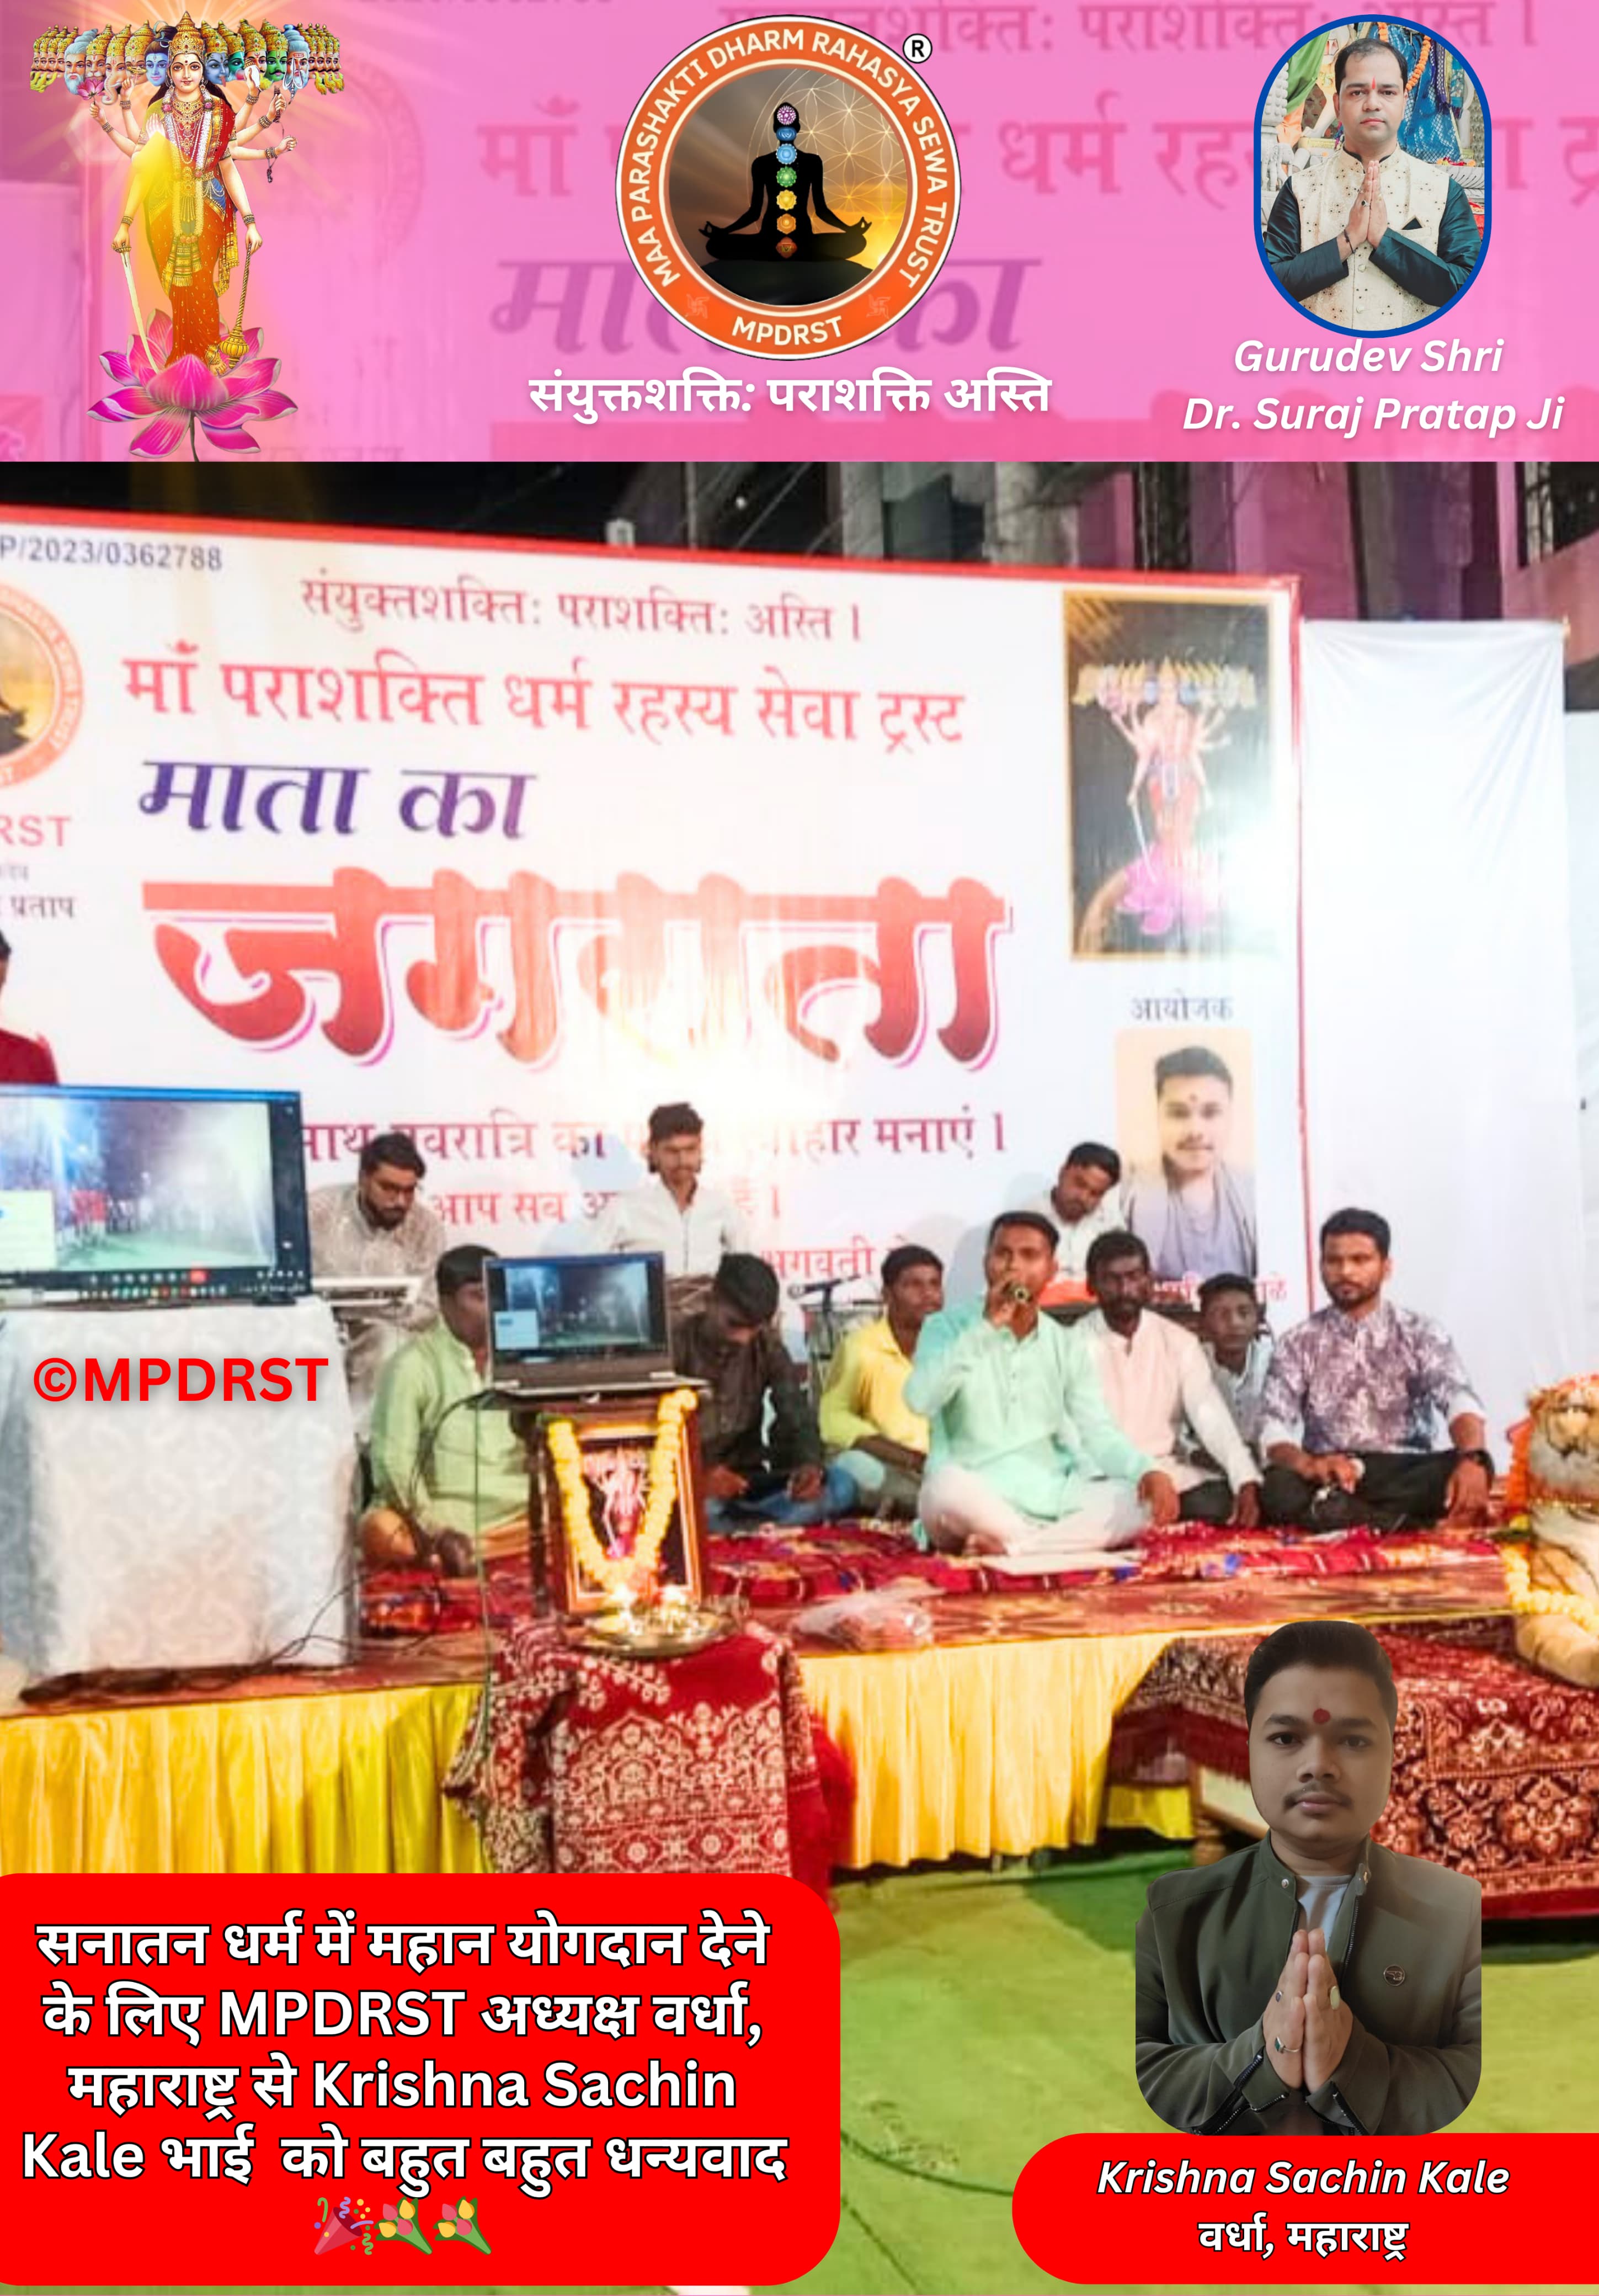 MAA PARASHAKTI DHARM RAHASYA SEWA TRUST
MPDRST
®
संयुक्तशक्ति: पराशक्ति अस्ति
Gurudev Shri
Dr. Suraj Pratap Ji
P/2023/0362788
संयुक्तशक्ति: पराशक्ति: अस्ति ।
माँ पराशक्ति धर्म रहस्य सेवा ट्रस्ट
माता का
जगराता
RST
प्रताप
आयोजक
नवरात्रि का मनाएं ।
आप सब
भगवती
©MPDRST
सनातन धर्म में महान योगदान देने
के लिए MPDRST अध्यक्ष वर्धा,
महाराष्ट्र से Krishna Sachin
Kale भाई को बहुत बहुत धन्यवाद
Krishna Sachin Kale
वर्धा, महाराष्ट्र